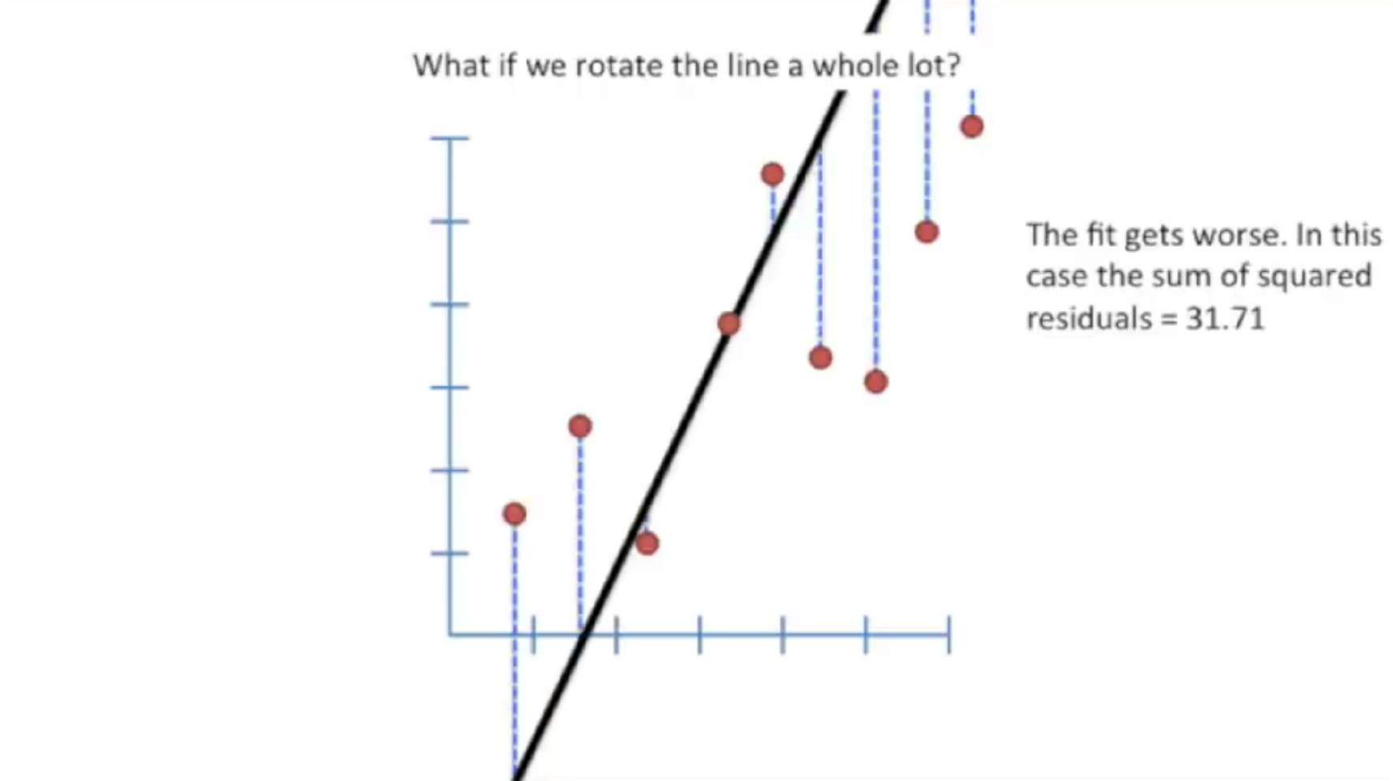 What if we rotate the line a whole lot?
The fit gets worse. In this
case the sum of squared
residuals = 31.71